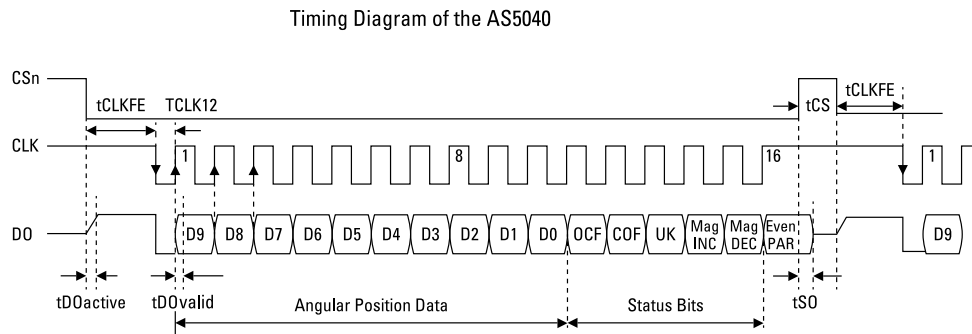 Timing Diagram of the AS5040
CSn
tCLKFE
TCLK12
tCS
tCLKFE
CLK
1
8
16
1
DO
D9
D8
D7
D6
D5
D4
D3
D2
D1
D0
OCF
COF
UK
Mag
INC
Mag
DEC
Even
PAR
D9
tDOactive
tDOvalid
Angular Position Data
Status Bits
tSO